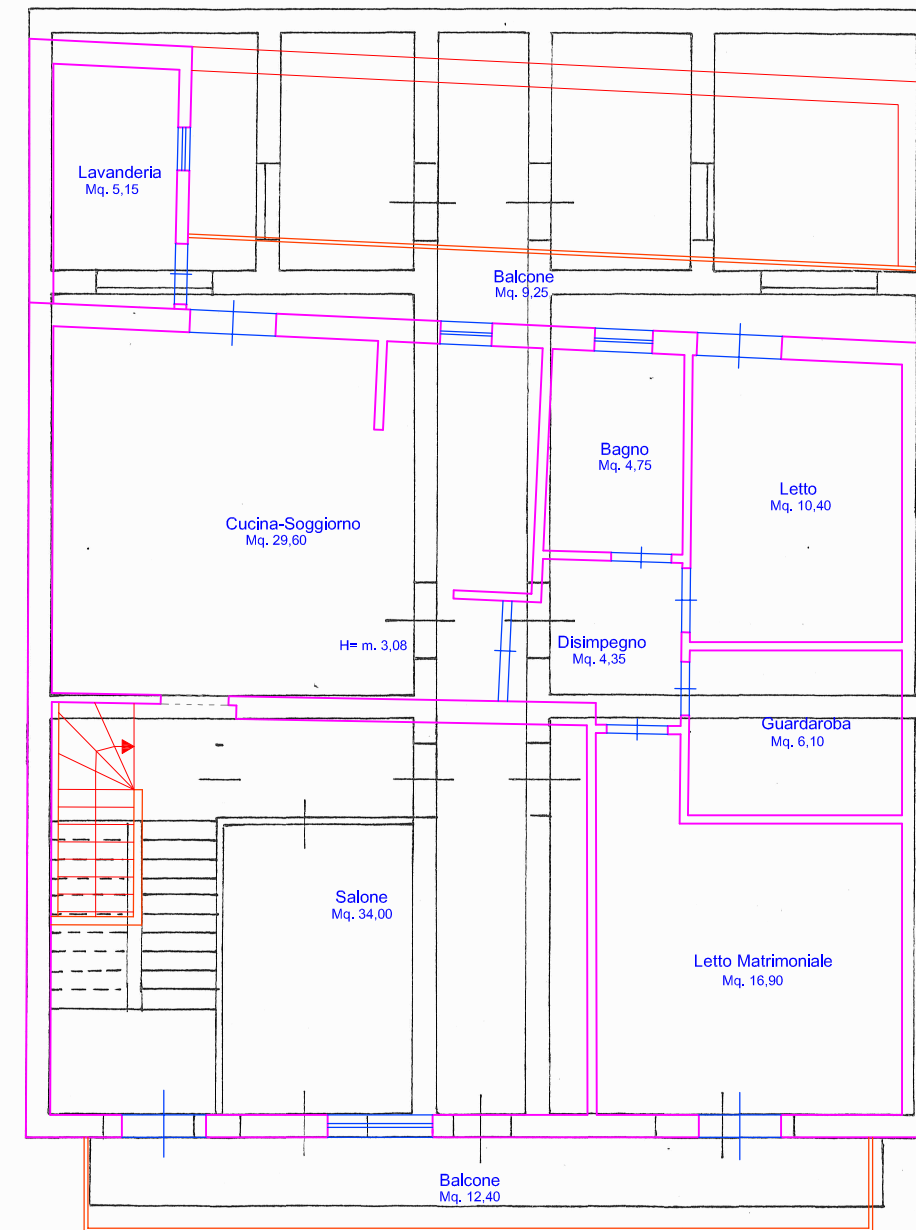 Lavanderia
Mq. 5,15
Balcone
Mq. 9,25
Bagno
Mq. 4,75
Letto
Mq. 10,40
Cucina-Soggiorno
Mq. 29,60
H= m. 3,08
Disimpegno
Mq. 4,35
Guardaroba
Mq. 6,10
Salone
Mq. 34,00
Letto Matrimoniale
Mq. 16,90
Balcone
Mq. 12,40